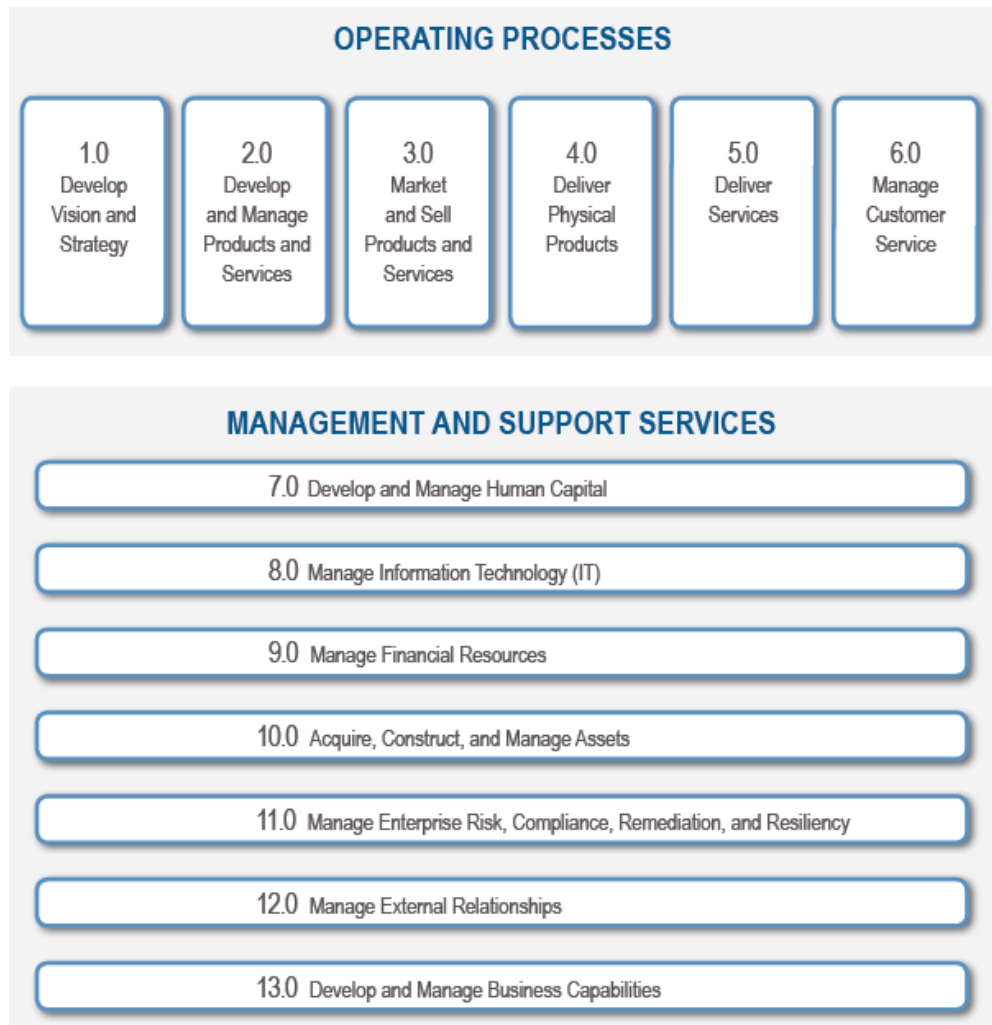 OPERATING PROCESSES
1.0
Develop
Vision and
Strategy
2.0
Develop
and Manage
Products and
Services
3.0
Market
and Sell
Products and
Services
4.0
Deliver
Physical
Products
5.0
Deliver
Services
6.0
Manage
Customer
Service
MANAGEMENT AND SUPPORT SERVICES
7.0 Develop and Manage Human Capital
8.0 Manage Information Technology (IT)
9.0 Manage Financial Resources
10.0 Acquire, Construct, and Manage Assets
11.0 Manage Enterprise Risk, Compliance, Remediation, and Resiliency
12.0 Manage External Relationships
13.0 Develop and Manage Business Capabilities